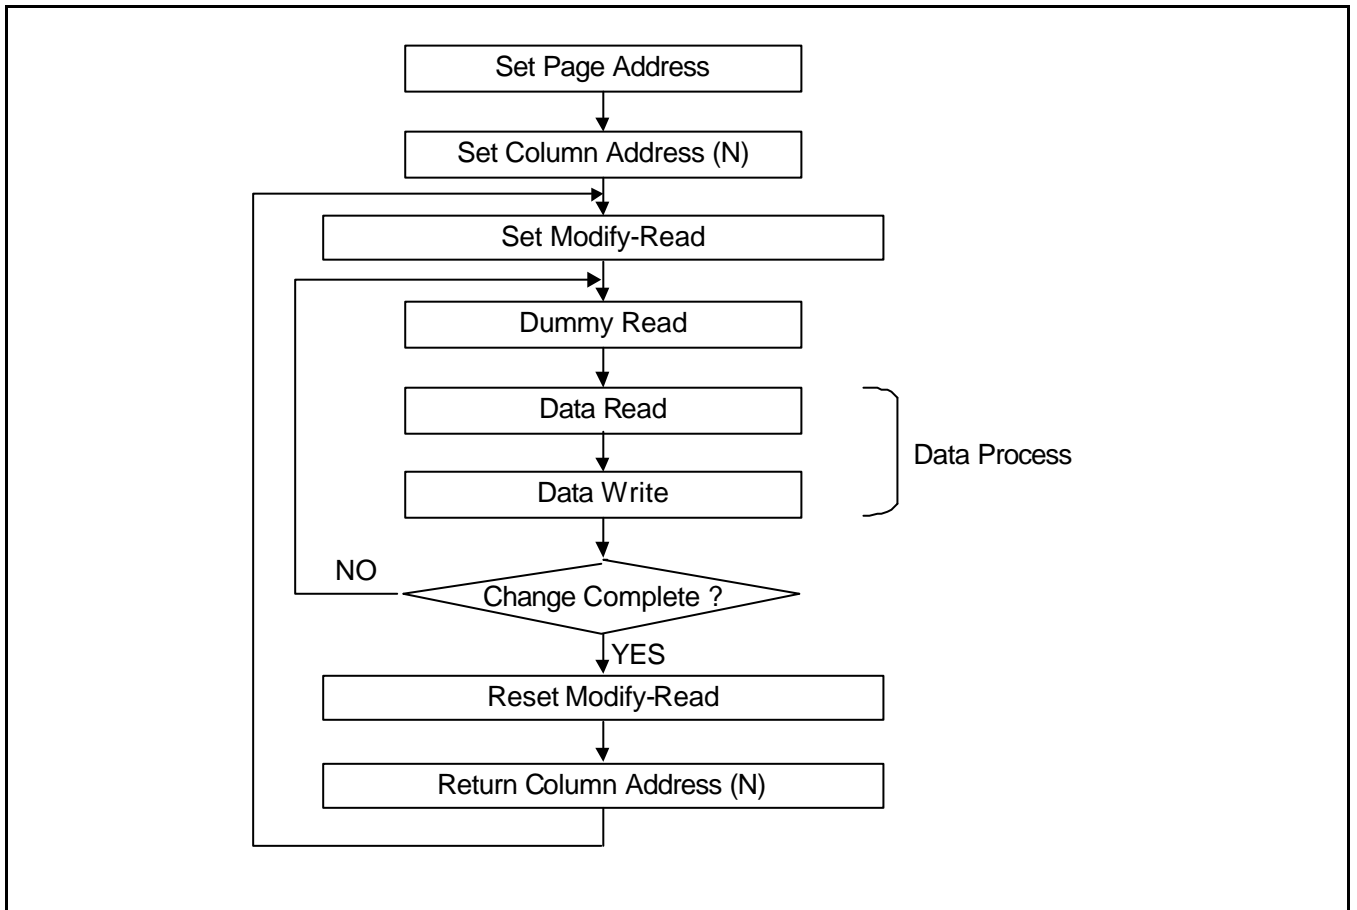 Set Page Address
Set Column Address (N)
Set Modify-Read
Dummy Read
Data Read
Data Process
Data Write
NO
Change Complete ?
YES
Reset Modify-Read
Return Column Address (N)